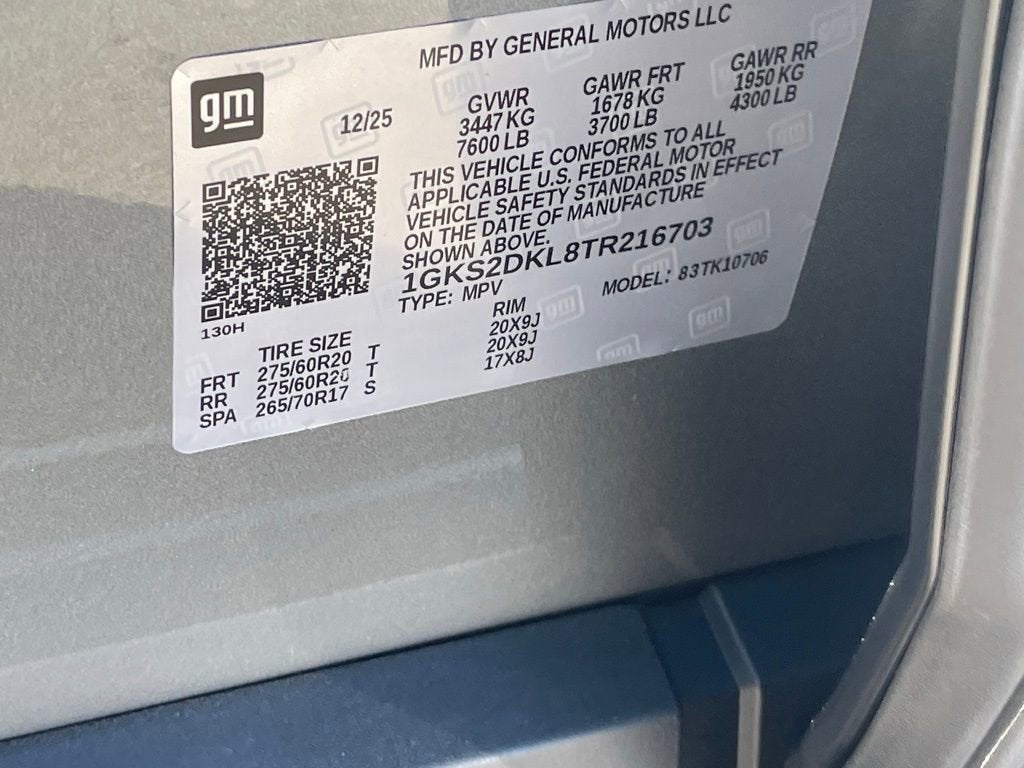 MFD BY GENERAL MOTORS LLC
gm
12/25
GVWR
3447 KG
7600 LB
GAWR FRT
1678 KG
3700 LB
GAWR RR
1950 KG
4300 LB
THIS VEHICLE CONFORMS TO ALL
APPLICABLE U.S. FEDERAL MOTOR
VEHICLE SAFETY STANDARDS IN EFFECT
ON THE DATE OF MANUFACTURE
SHOWN ABOVE.
1GKS2DKL8TR216703
TYPE: MPV
MODEL: 83TK10706
130H
TIRE SIZE
RIM
FRT 275/60R20 T 20X9J
RR 275/60R20 T 20X9J
SPA 265/70R17 S 17X8J